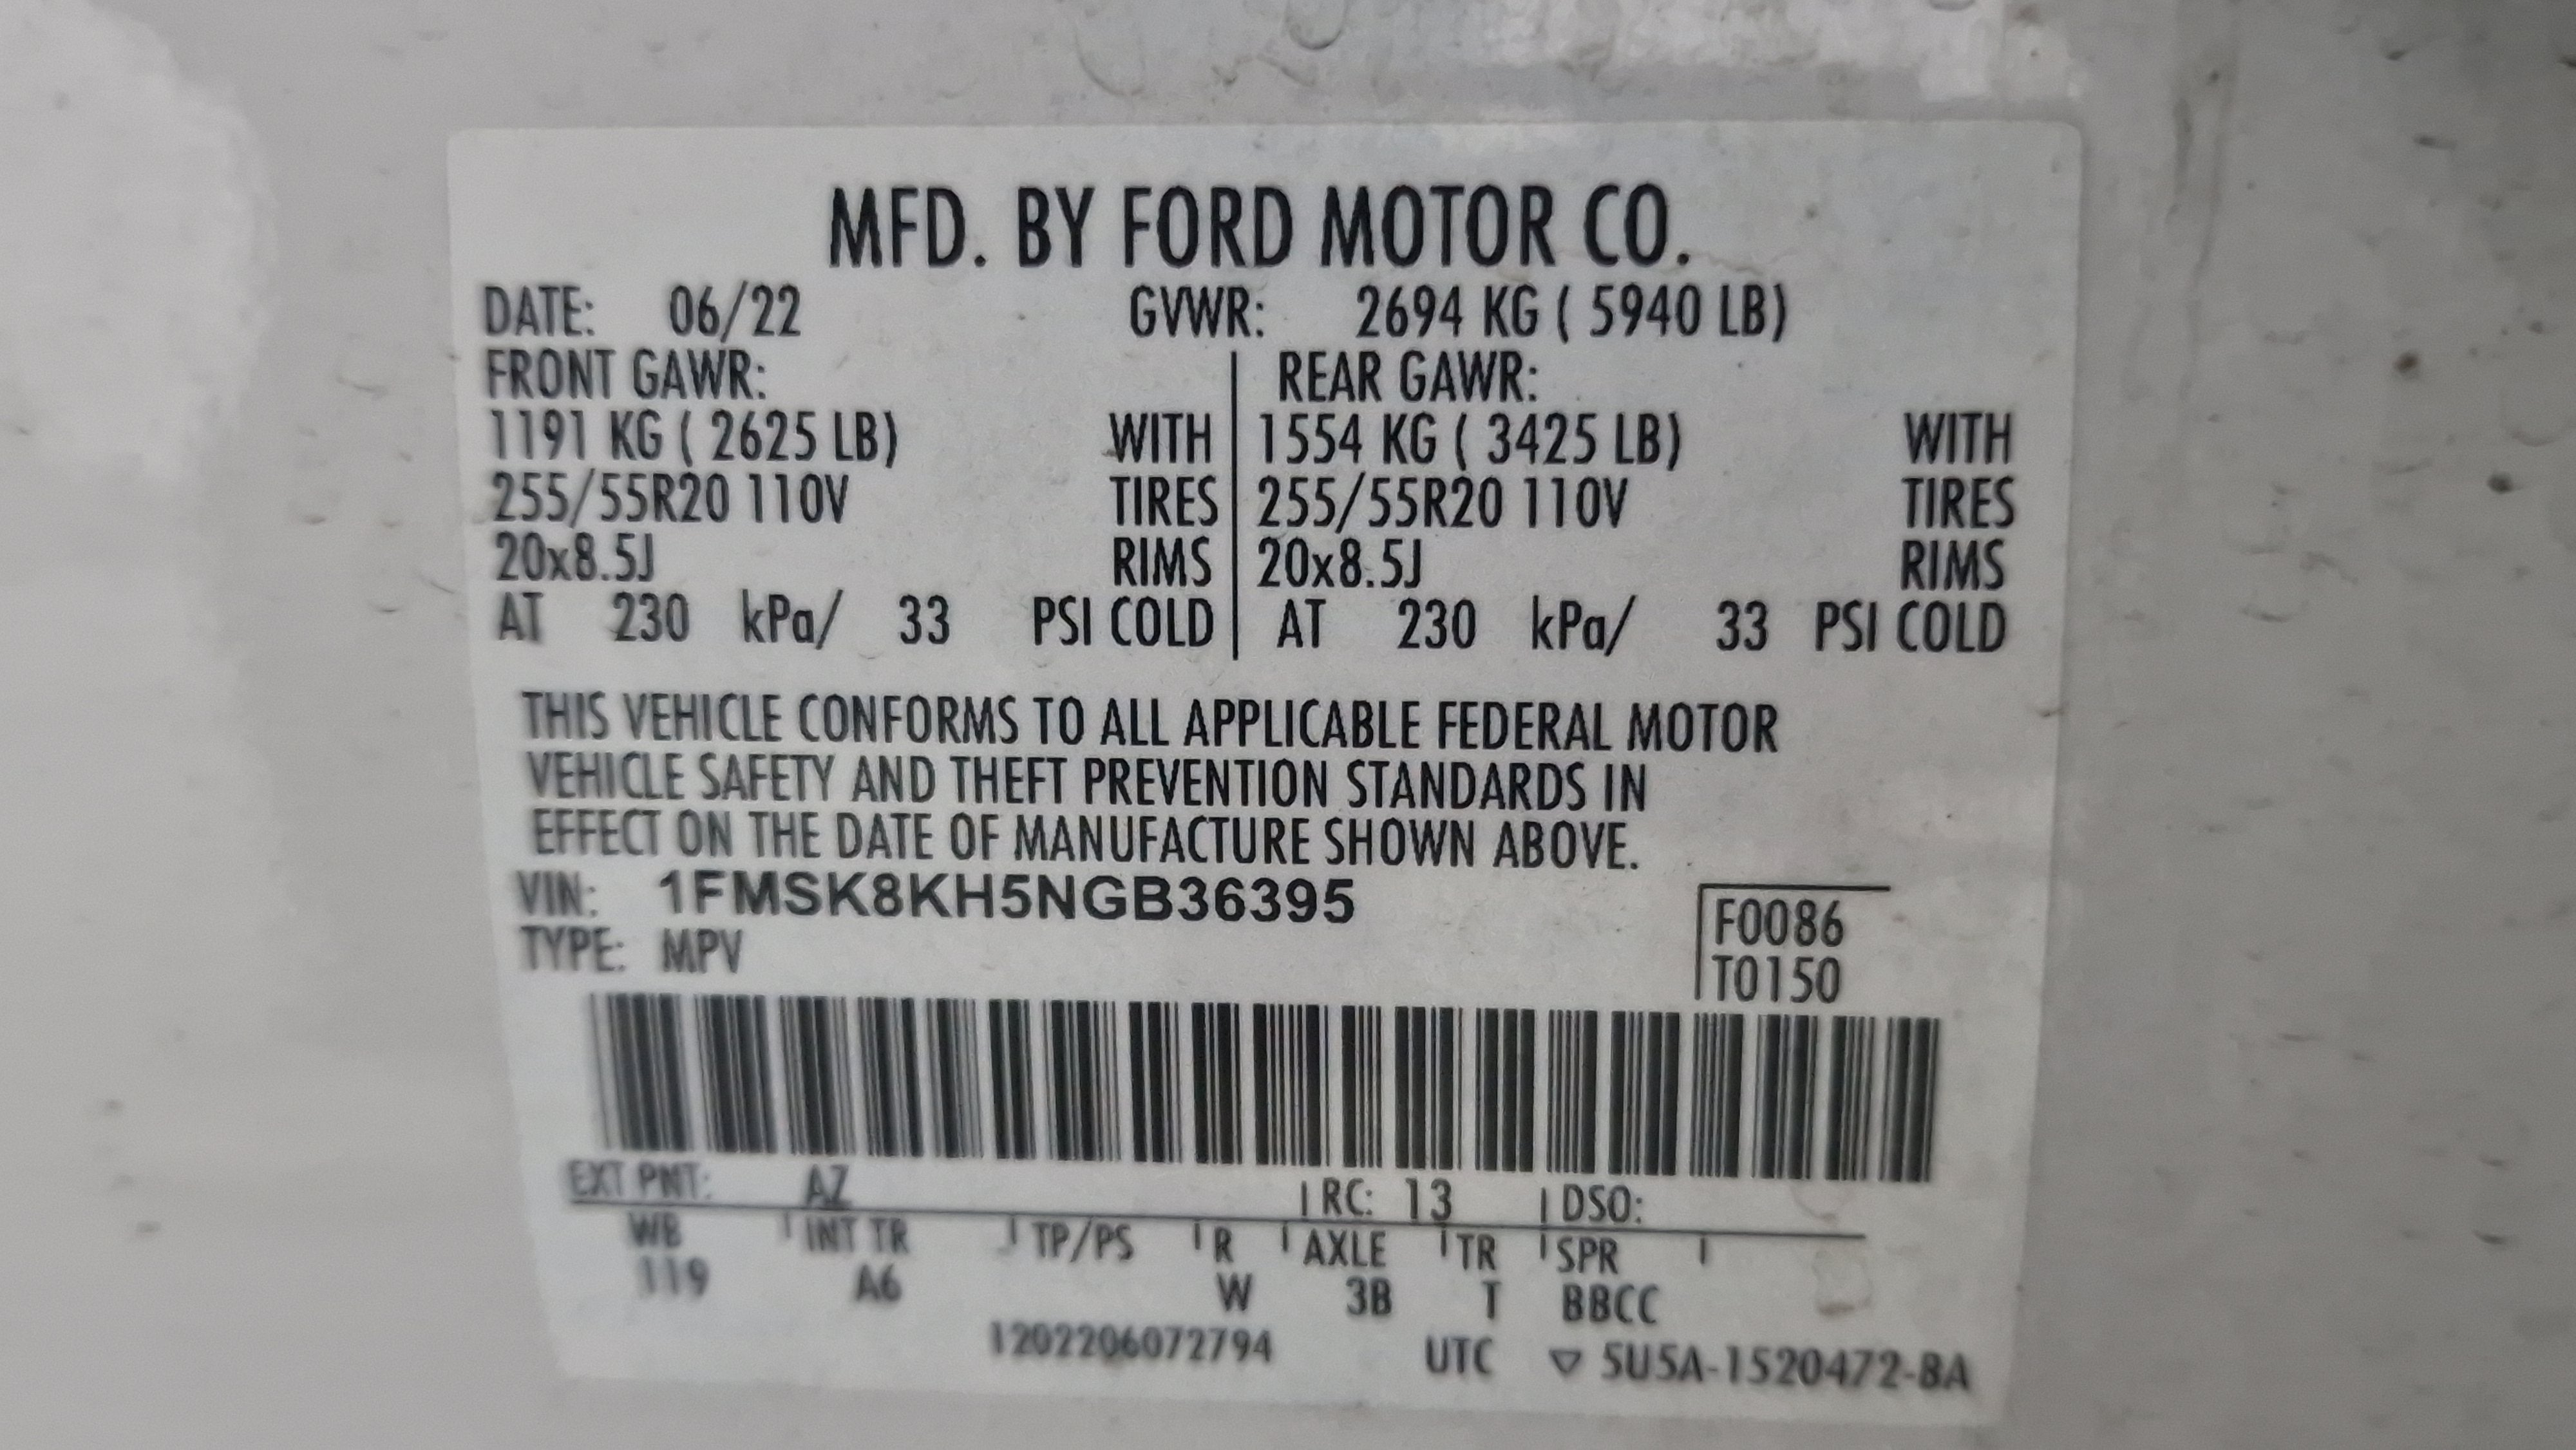 MFD. BY FORD MOTOR CO.
DATE: 06/22 GVWR: 2694 KG ( 5940 LB)
FRONT GAWR: REAR GAWR:
1191 KG ( 2625 LB) WITH 1554 KG ( 3425 LB) WITH
255/55R20 110V TIRES 255/55R20 110V TIRES
20x8.5J RIMS 20x8.5J RIMS
AT 230 kPa/ 33 PSI COLD AT 230 kPa/ 33 PSI COLD
THIS VEHICLE CONFORMS TO ALL APPLICABLE FEDERAL MOTOR
VEHICLE SAFETY AND THEFT PREVENTION STANDARDS IN
EFFECT ON THE DATE OF MANUFACTURE SHOWN ABOVE.
VIN: 1FMSK8KH5NGB36395 F0086
TYPE: MPV T0150
EXT PNT: AZ RC: 13 DSO:
WB INT TR TP/PS R AXLE TR SPR
119 A6 W 3B T BBCC
1202206072794 UTC ▽ 5U5A-1520472-BA